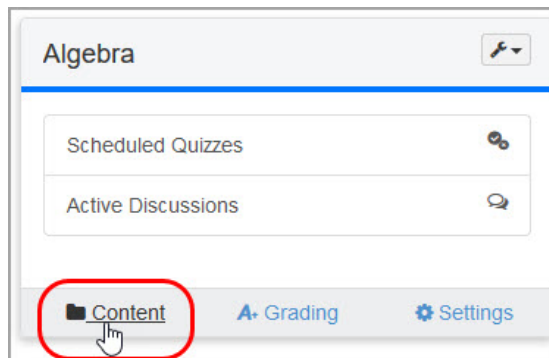 Algebra
Scheduled Quizzes
Active Discussions
Content A+ Grading Settings